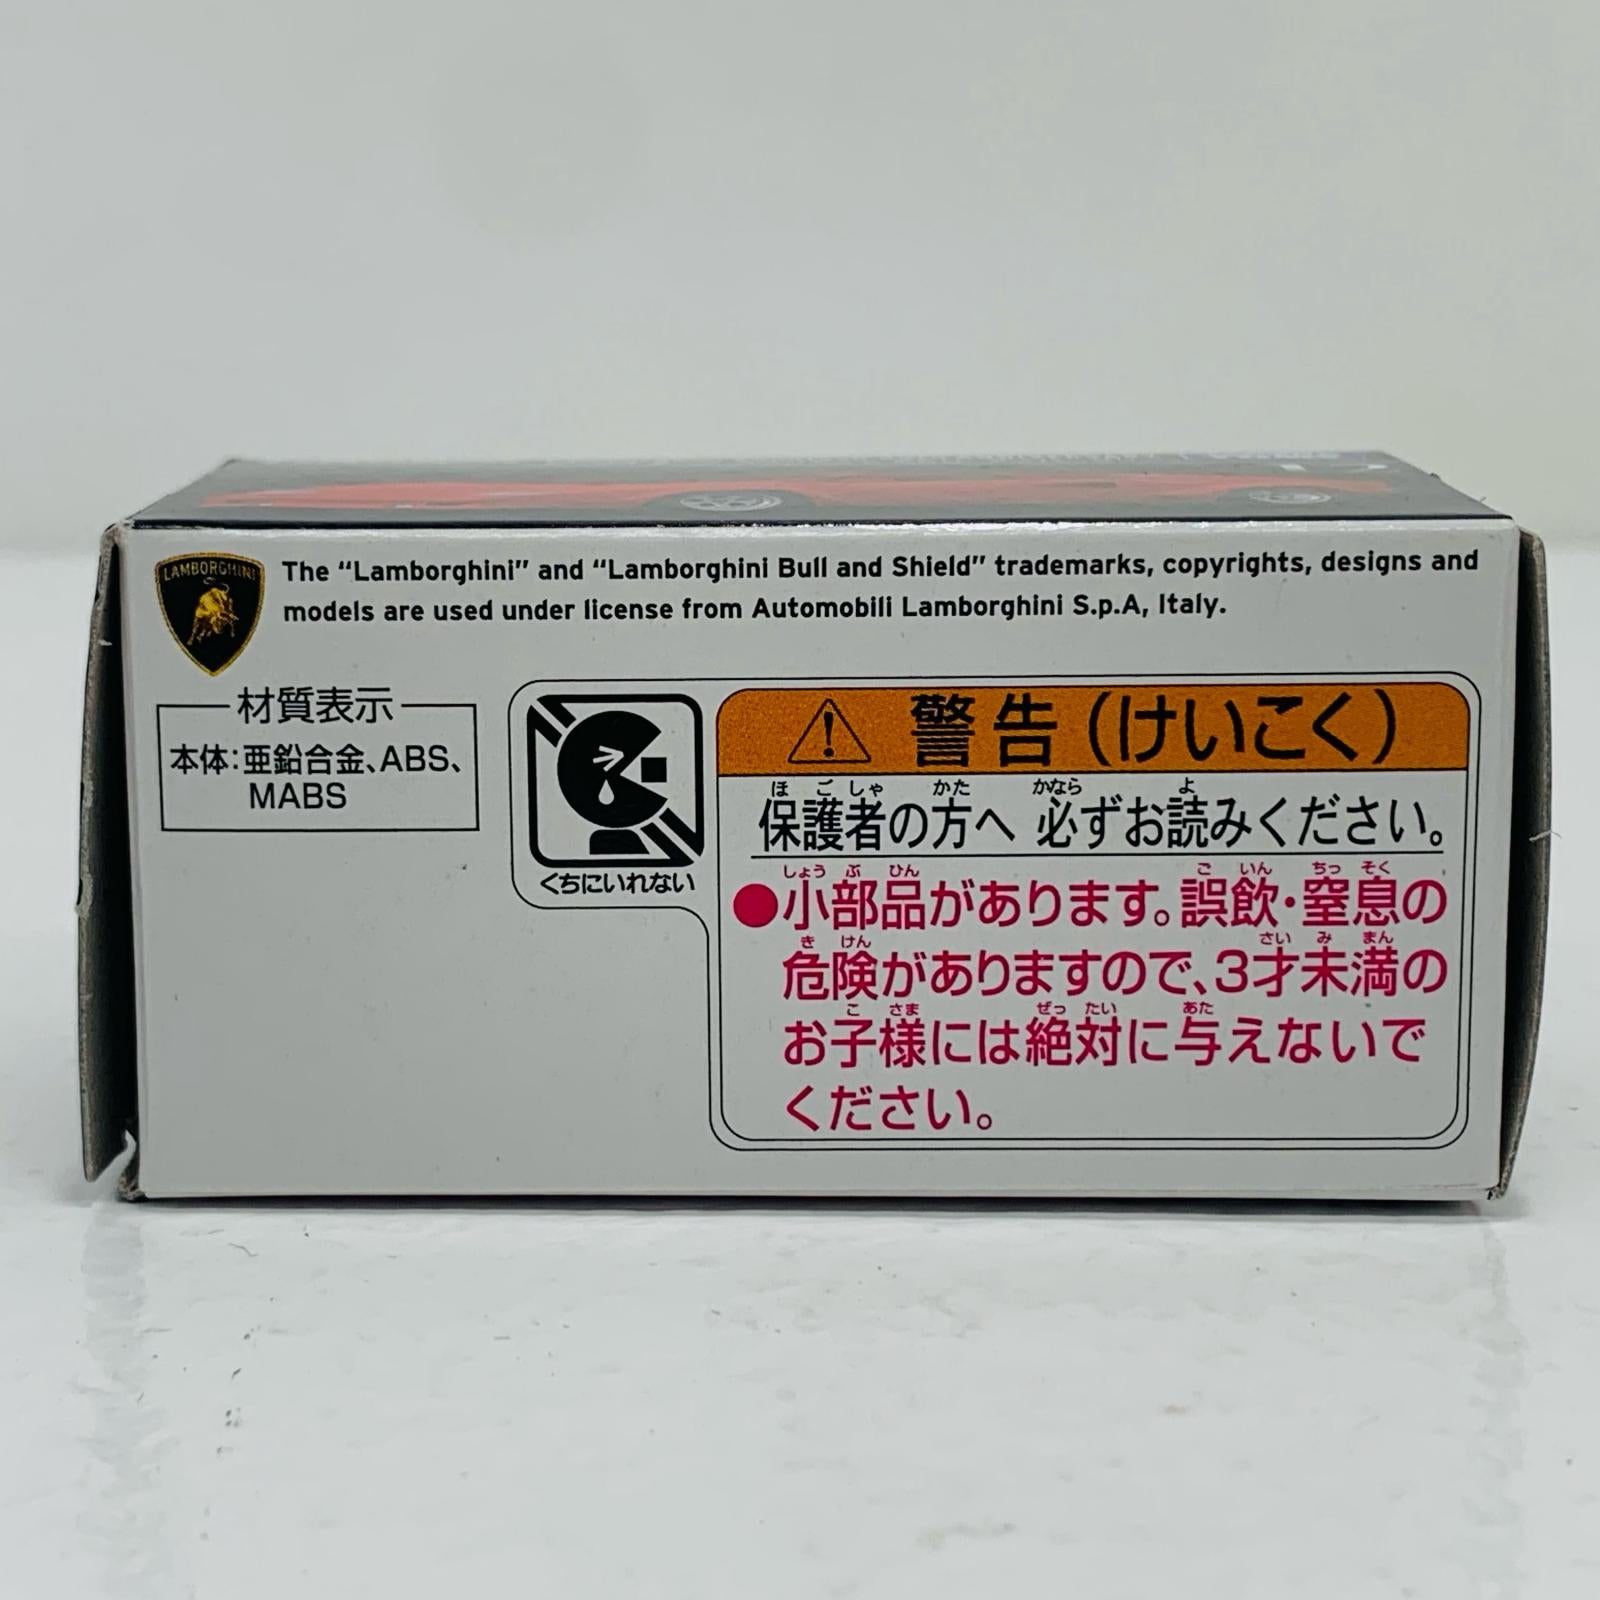 LAMBORGHINI
The “Lamborghini” and “Lamborghini Bull and Shield” trademarks, copyrights, designs and
models are used under license from Automobili Lamborghini S.p.A, Italy.
材質表示
本体：亜鉛合金、ABS、
MABS
くちにいれない
警告（けいこく）
ほごしゃ かた かなら よ
保護者の方へ 必ずお読みください。
しょうぶひん ごいん ちっそく
●小部品があります。誤飲・窒息の
きけん さいみまん
危険がありますので、3才未満の
こさま ぜったい あた
お子様には絶対に与えないで
ください。